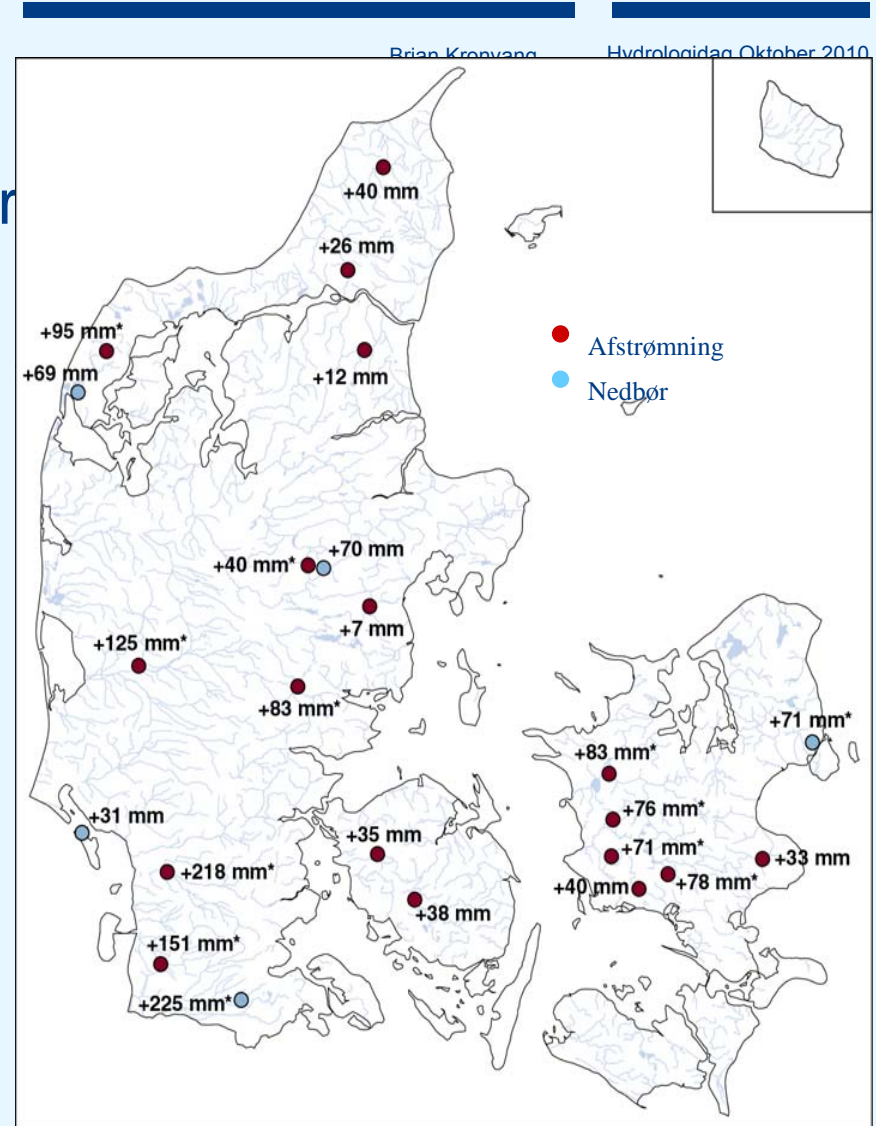 Brian Kronvang
Hydrologidag Oktober 2010
r
+40 mm
+26 mm
+95 mm*
+69 mm
+12 mm
Afstrømning
Nedbør
+70 mm
+40 mm*
+7 mm
+125 mm*
+83 mm*
+71 mm*
+83 mm*
+31 mm
+76 mm*
+35 mm
+71 mm*
+33 mm
+218 mm*
+78 mm*
+40 mm
+38 mm
+151 mm*
+225 mm*